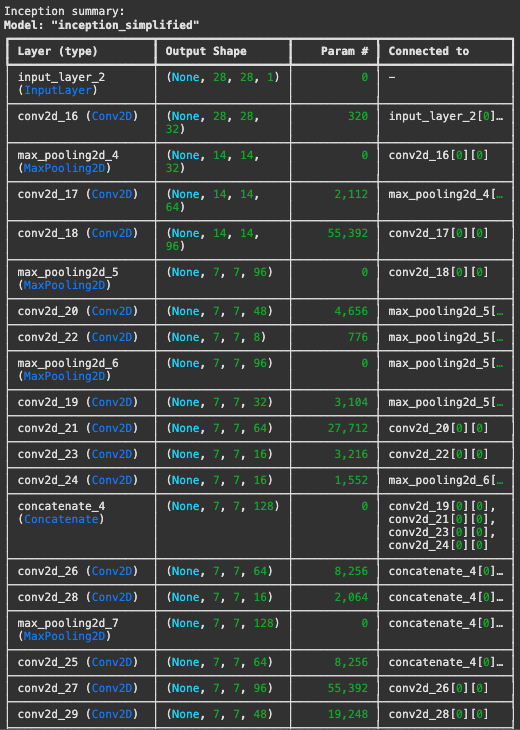 Inception summary:
Model: "inception_simplified"
Layer (type) Output Shape Param # Connected to
input_layer_2 (None, 28, 28, 1) 0 –
(InputLayer)
conv2d_16 (Conv2D) (None, 28, 28, 320 input_layer_2[0]…
32)
max_pooling2d_4 (None, 14, 14, 0 conv2d_16[0][0]
(MaxPooling2D) 32)
conv2d_17 (Conv2D) (None, 14, 14, 2,112 max_pooling2d_4[…
64)
conv2d_18 (Conv2D) (None, 14, 14, 55,392 conv2d_17[0][0]
96)
max_pooling2d_5 (None, 7, 7, 96) 0 conv2d_18[0][0]
(MaxPooling2D)
conv2d_20 (Conv2D) (None, 7, 7, 48) 4,656 max_pooling2d_5[…
conv2d_22 (Conv2D) (None, 7, 7, 8) 776 max_pooling2d_5[…
max_pooling2d_6 (None, 7, 7, 96) 0 max_pooling2d_5[…
(MaxPooling2D)
conv2d_19 (Conv2D) (None, 7, 7, 32) 3,104 max_pooling2d_5[…
conv2d_21 (Conv2D) (None, 7, 7, 64) 27,712 conv2d_20[0][0]
conv2d_23 (Conv2D) (None, 7, 7, 16) 3,216 conv2d_22[0][0]
conv2d_24 (Conv2D) (None, 7, 7, 16) 1,552 max_pooling2d_6[…
concatenate_4 (None, 7, 7, 128) 0 conv2d_19[0][0],
(Concatenate) conv2d_21[0][0],
conv2d_23[0][0],
conv2d_24[0][0]
conv2d_26 (Conv2D) (None, 7, 7, 64) 8,256 concatenate_4[0]…
conv2d_28 (Conv2D) (None, 7, 7, 16) 2,064 concatenate_4[0]…
max_pooling2d_7 (None, 7, 7, 128) 0 concatenate_4[0]…
(MaxPooling2D)
conv2d_25 (Conv2D) (None, 7, 7, 64) 8,256 concatenate_4[0]…
conv2d_27 (Conv2D) (None, 7, 7, 96) 55,392 conv2d_26[0][0]
conv2d_29 (Conv2D) (None, 7, 7, 48) 19,248 conv2d_28[0][0]